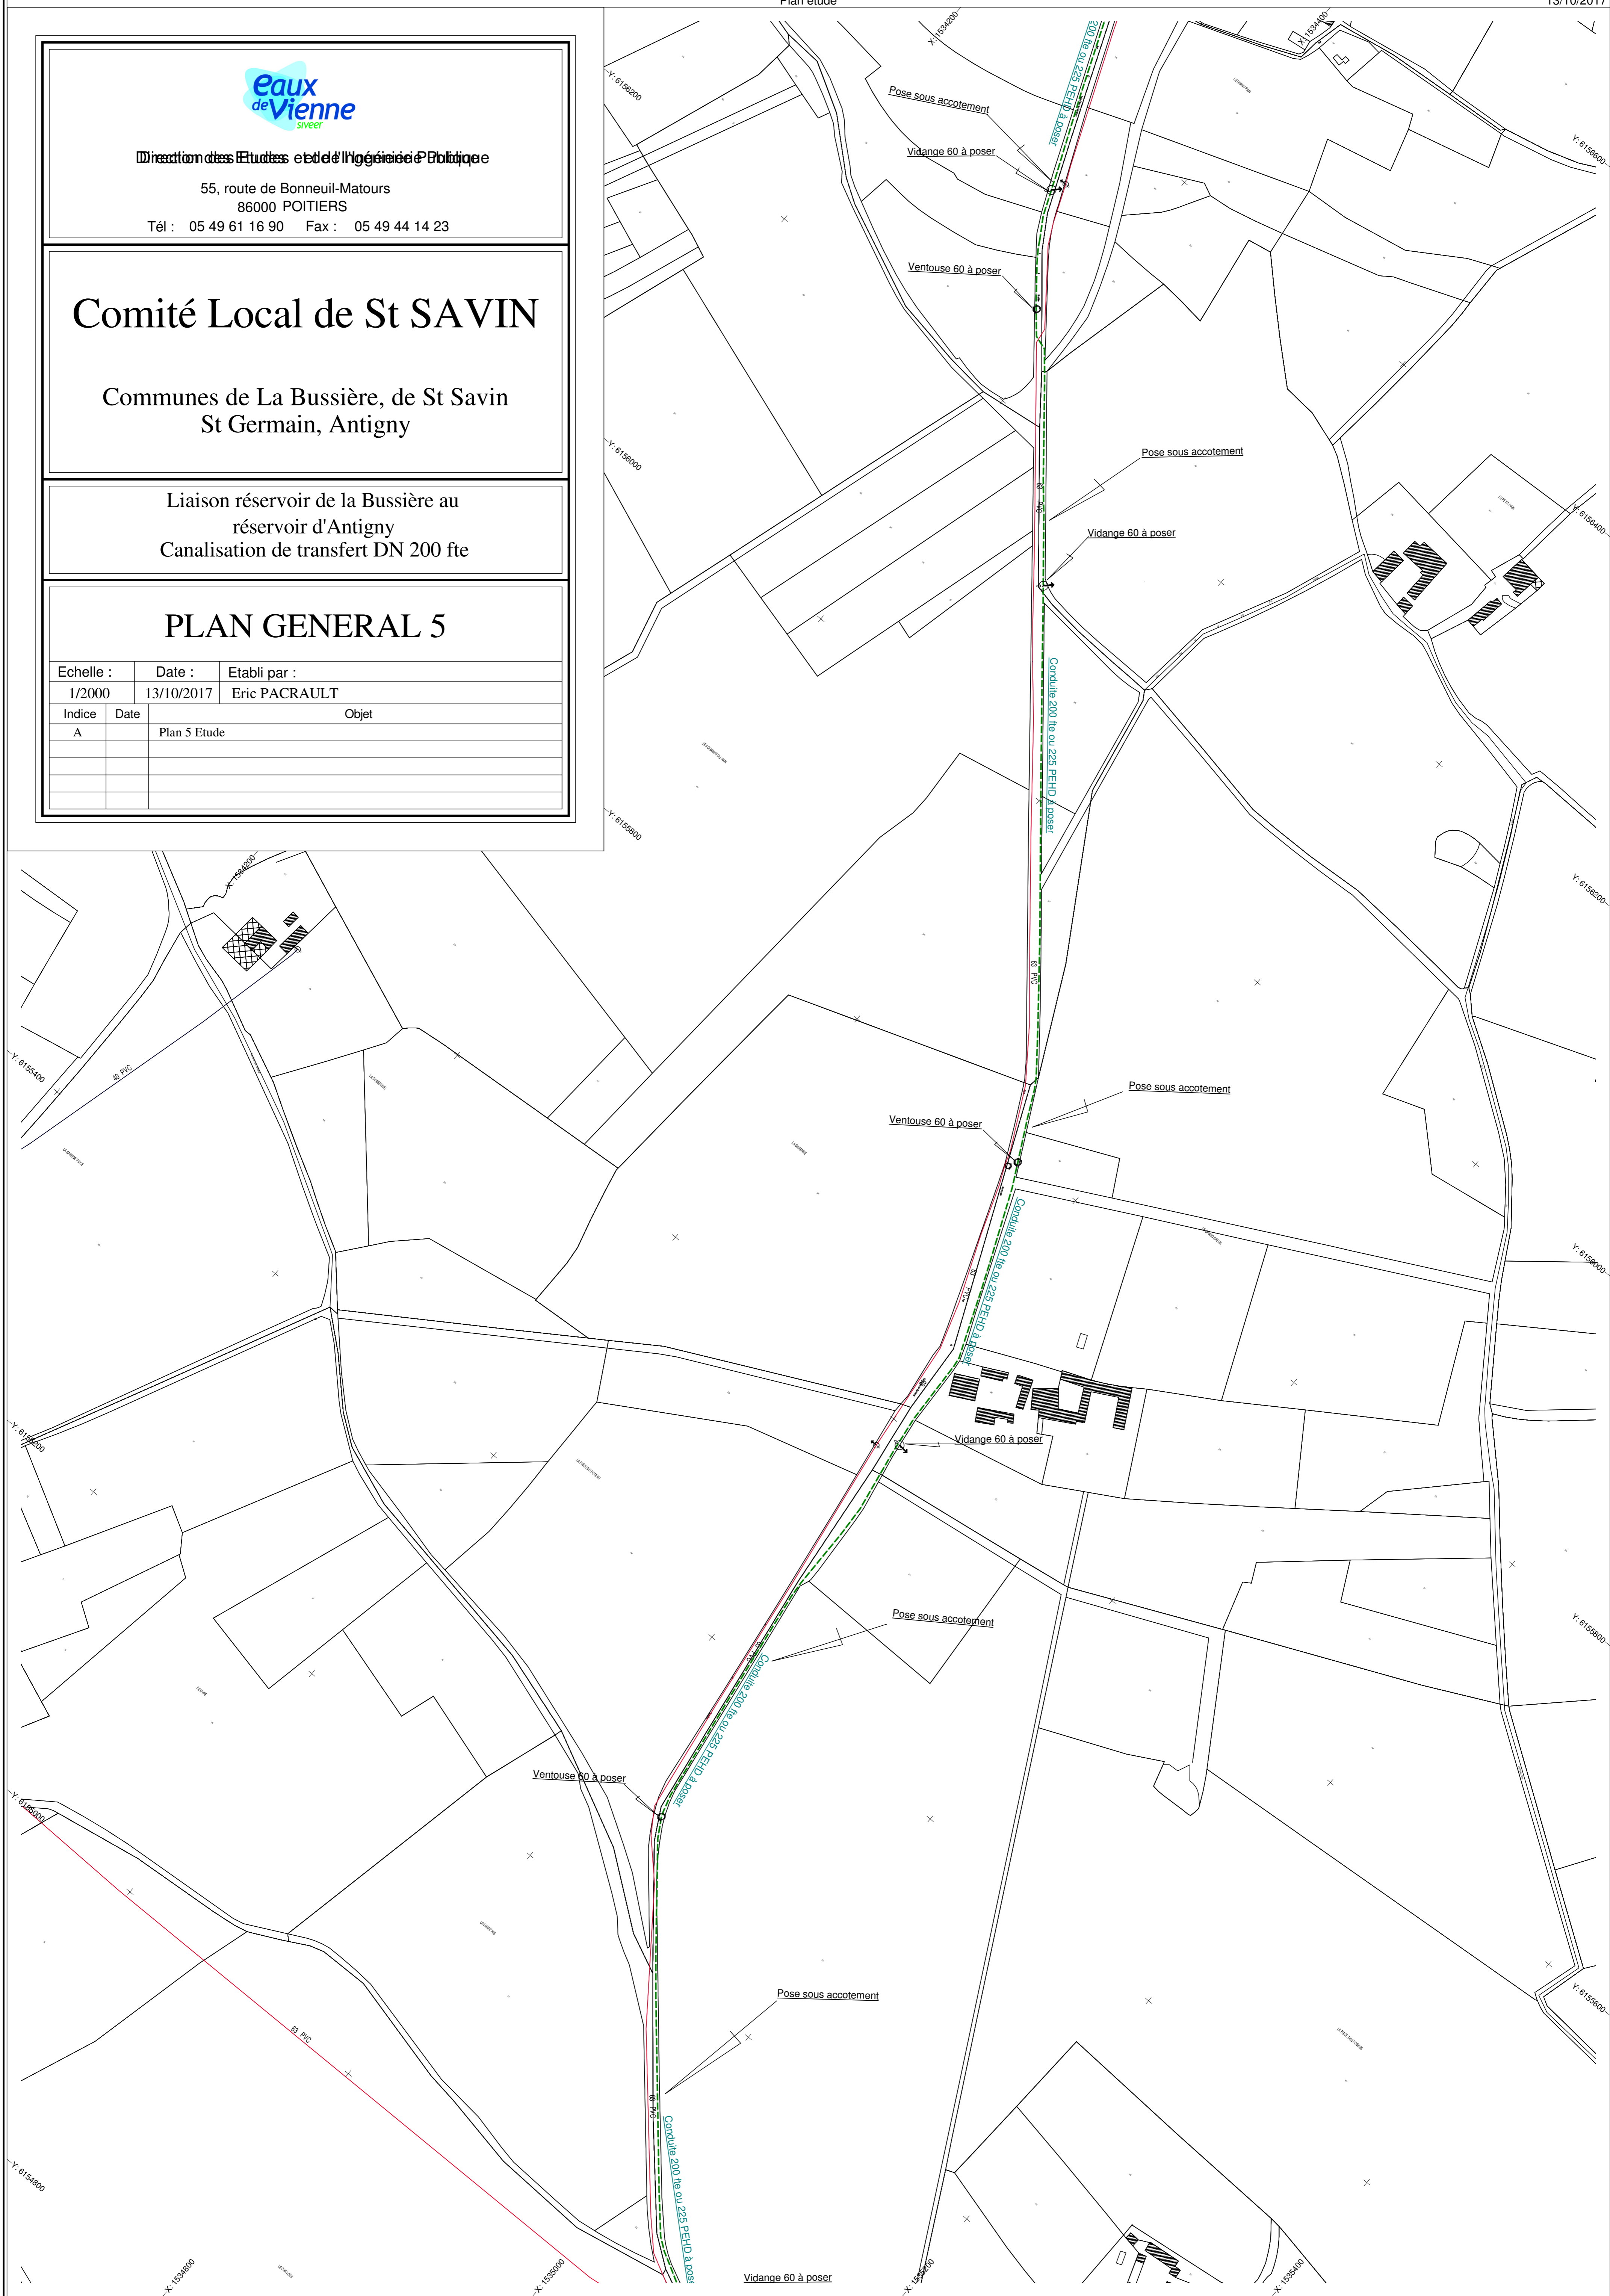 Plan etude
13/10/2017
eaux
de Vienne
siveer
Direction des Etudes et de l'Ingénierie Publique
55, route de Bonneuil-Matours
86000 POITIERS
Tél : 05 49 61 16 90 Fax : 05 49 44 14 23
Comité Local de St SAVIN
Communes de La Bussière, de St Savin
St Germain, Antigny
Liaison réservoir de la Bussière au
réservoir d'Antigny
Canalisation de transfert DN 200 fte
PLAN GENERAL 5
Echelle : Date : Etabli par :
1/2000 13/10/2017 Eric PACRAULT
Indice Date Objet
A Plan 5 Etude
X: 1534200
X: 1534400
200 fte ou 225 PEHD à poser
Y: 6156200
Pose sous accotement
Y: 6156600
Vidange 60 à poser
Ventouse 60 à poser
Y: 6156000
Pose sous accotement
63 PVC
Y: 6156400
Vidange 60 à poser
Conduite 200 fte ou 225 PEHD à poser
Y: 6155800
X: 1534200
Y: 6156200
63 PVC
Y: 6155400
40 PVC
Pose sous accotement
Ventouse 60 à poser
Conduite 200 fte ou 225 PEHD à poser
Y: 6156000
63 PVC
Y: 6155200
Vidange 60 à poser
Pose sous accotement
Y: 6155800
Conduite 200 fte ou 225 PEHD à poser
Ventouse 60 à poser
Y: 6155000
Pose sous accotement
Y: 6155600
63 PVC
63 PVC
Conduite 200 fte ou 225 PEHD à pose
Y: 6154800
X: 1534800
X: 1535000
Vidange 60 à poser
X: 1535200
X: 1535400